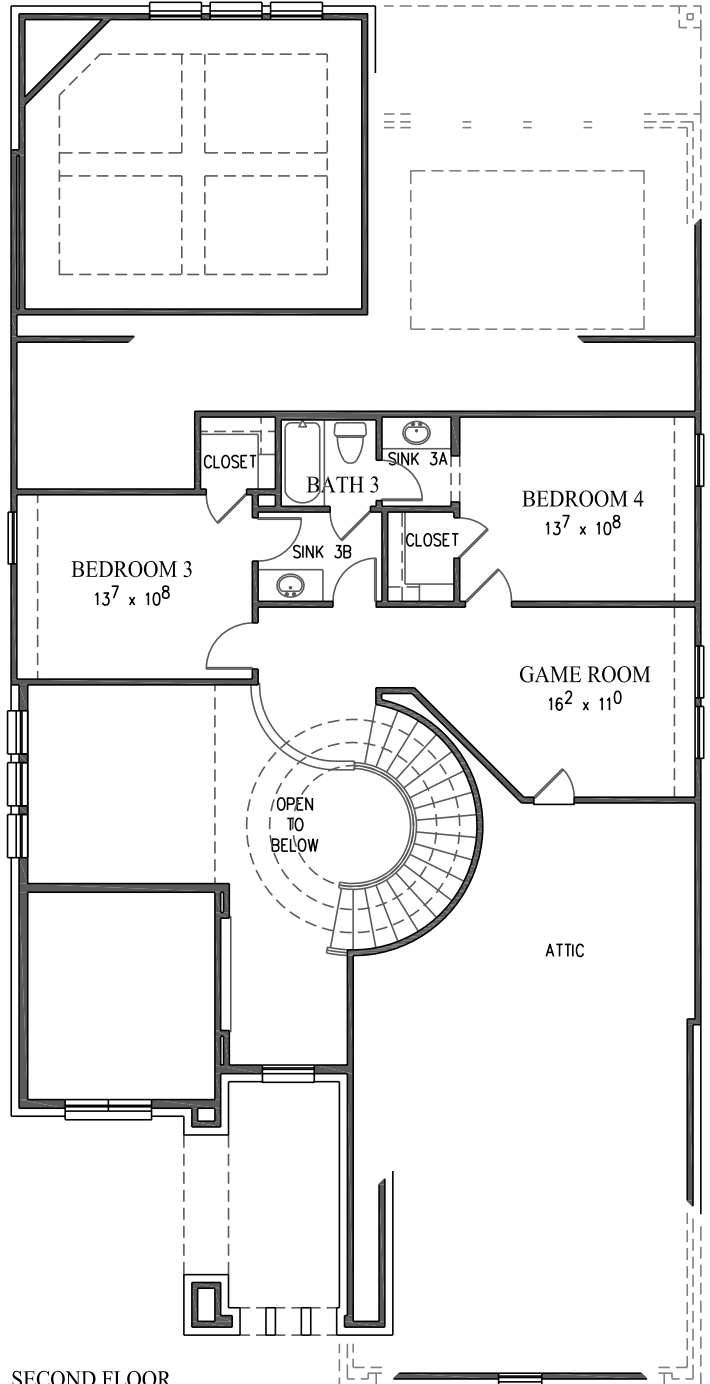 CLOSET
SINK 3A
BATH 3
BEDROOM 4
13⁷ x 10⁸
SINK 3B
CLOSET
BEDROOM 3
13⁷ x 10⁸
GAME ROOM
16² x 11⁰
OPEN
TO
BELOW
ATTIC
SECOND FLOOR